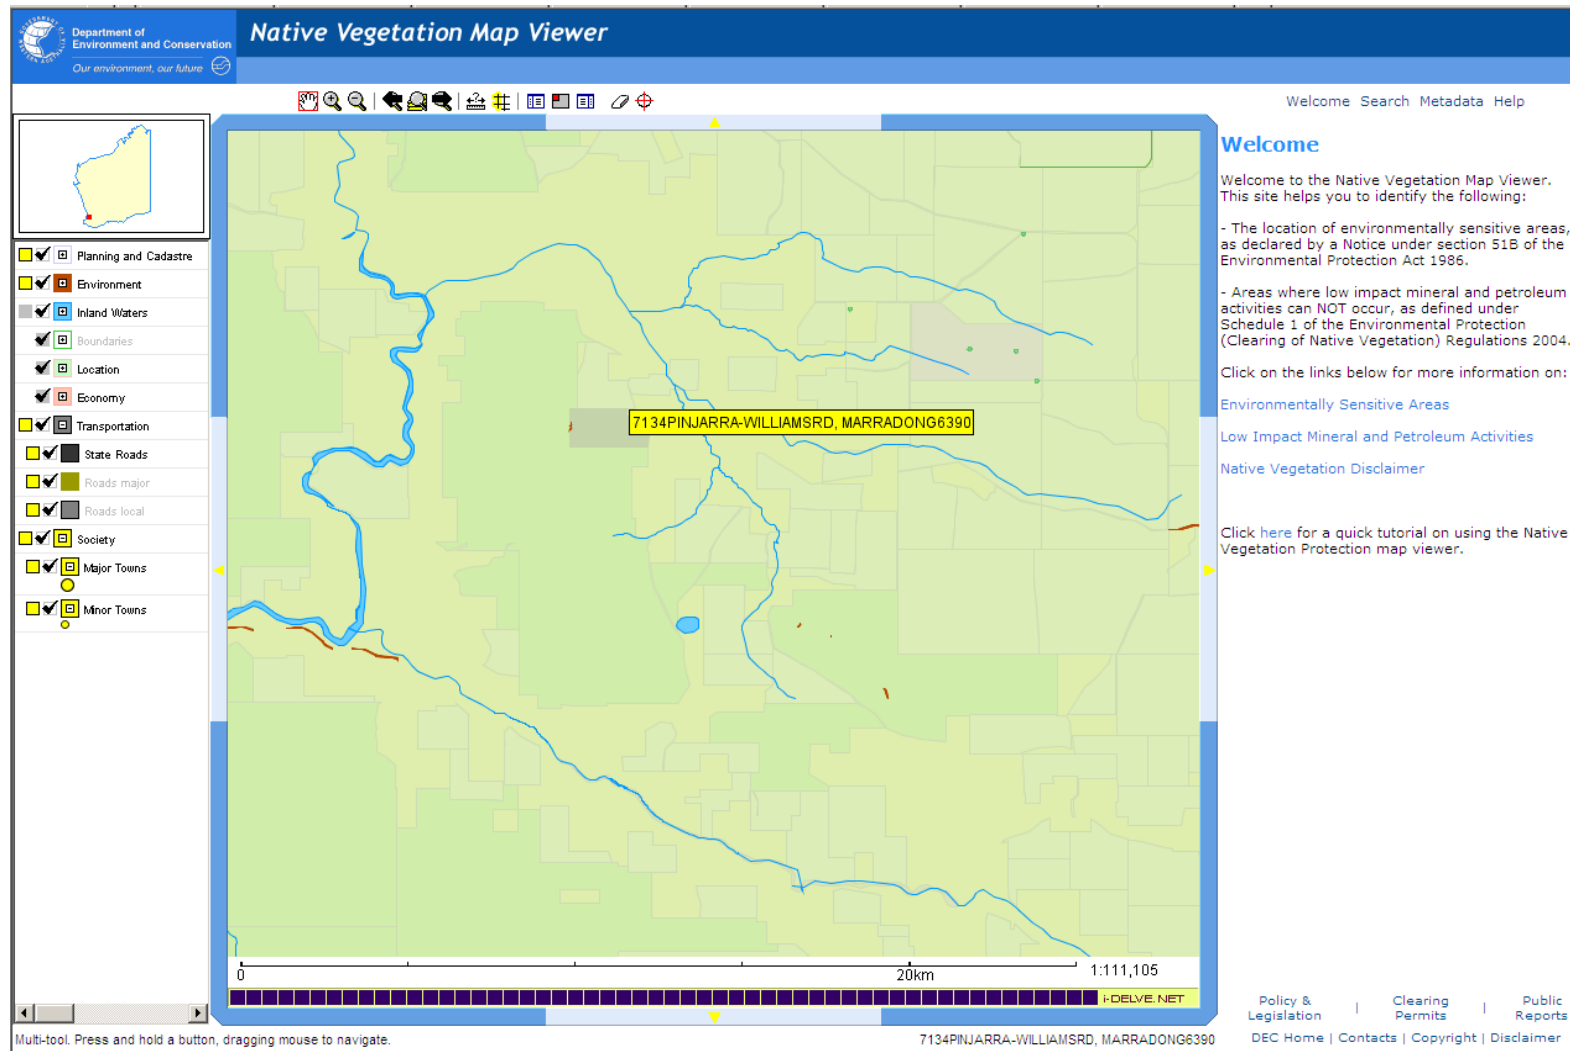 Department of
Environment and Conservation
Our environment, our future
Native Vegetation Map Viewer
Welcome Search Metadata Help
Planning and Cadastre
Environment
Inland Waters
Boundaries
Location
Economy
Transportation
State Roads
Roads major
Roads local
Society
Major Towns
Minor Towns
7134PINJARRA-WILLIAMSRD, MARRADONG6390
0
20km
1:111,105
i-DELVE.NET
Welcome
Welcome to the Native Vegetation Map Viewer.
This site helps you to identify the following:
- The location of environmentally sensitive areas,
as declared by a Notice under section 51B of the
Environmental Protection Act 1986.
- Areas where low impact mineral and petroleum
activities can NOT occur, as defined under
Schedule 1 of the Environmental Protection
(Clearing of Native Vegetation) Regulations 2004.
Click on the links below for more information on:
Environmentally Sensitive Areas
Low Impact Mineral and Petroleum Activities
Native Vegetation Disclaimer
Click here for a quick tutorial on using the Native
Vegetation Protection map viewer.
Policy &
Legislation
|
Clearing
Permits
|
Public
Reports
Multi-tool. Press and hold a button, dragging mouse to navigate.
7134PINJARRA-WILLIAMSRD, MARRADONG6390
DEC Home | Contacts | Copyright | Disclaimer